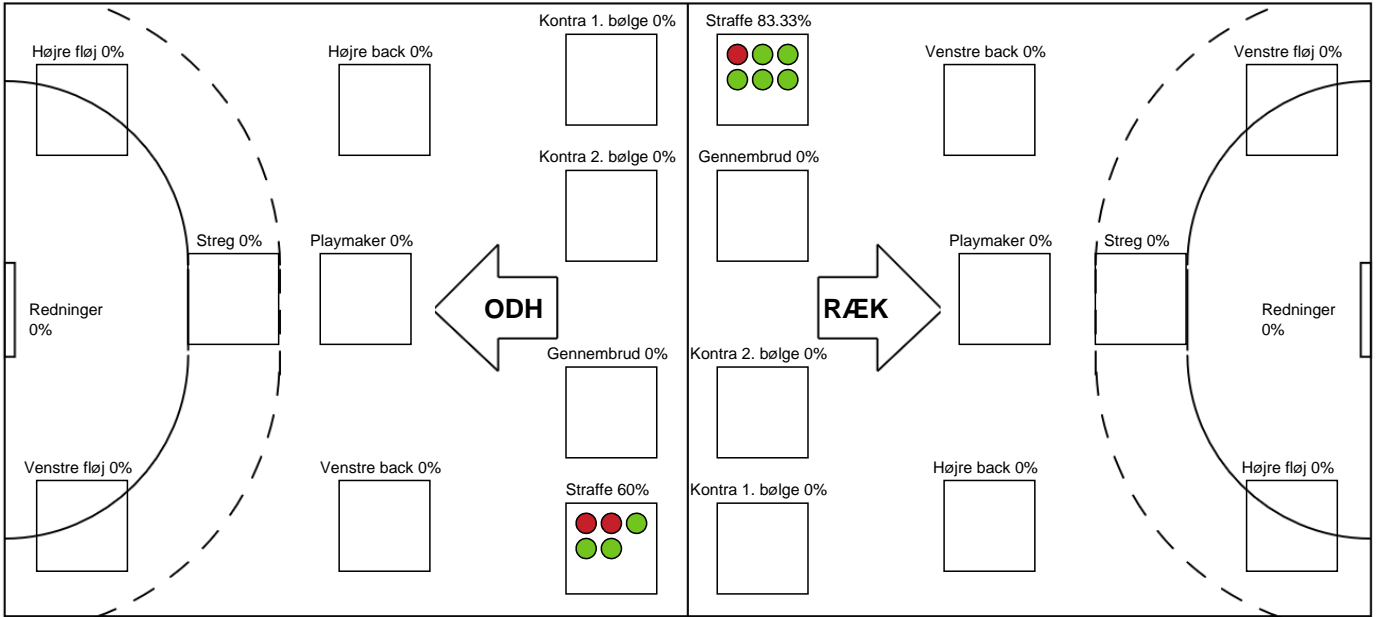 Kontra 1. bølge 0%
Straffe 83.33%
Højre fløj 0%
Højre back 0%
Venstre back 0%
Venstre fløj 0%
Kontra 2. bølge 0%
Gennembrud 0%
Streg 0%
Playmaker 0%
Playmaker 0%
Streg 0%
Redninger
0%
ODH
RÆK
Redninger
0%
Gennembrud 0%
Kontra 2. bølge 0%
Venstre fløj 0%
Venstre back 0%
Højre back 0%
Højre fløj 0%
Straffe 60%
Kontra 1. bølge 0%